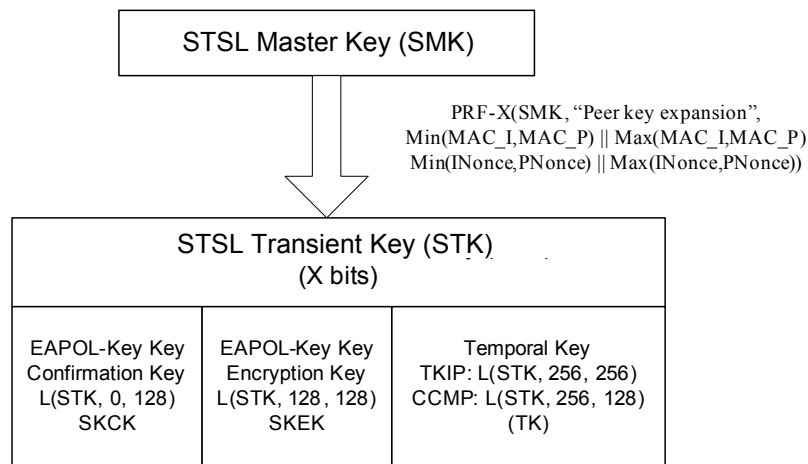 STSL Master Key (SMK)
PRF-X(SMK, “Peer key expansion”,
Min(MAC_I,MAC_P) || Max(MAC_I,MAC_P)
Min(INonce,PNonce) || Max(INonce,PNonce))
STSL Transient Key (STK)
(X bits)
EAPOL-Key Key
Confirmation Key
L(STK, 0, 128)
SKCK
EAPOL-Key Key
Encryption Key
L(STK, 128, 128)
SKEK
Temporal Key
TKIP: L(STK, 256, 256)
CCMP: L(STK, 256, 128)
(TK)